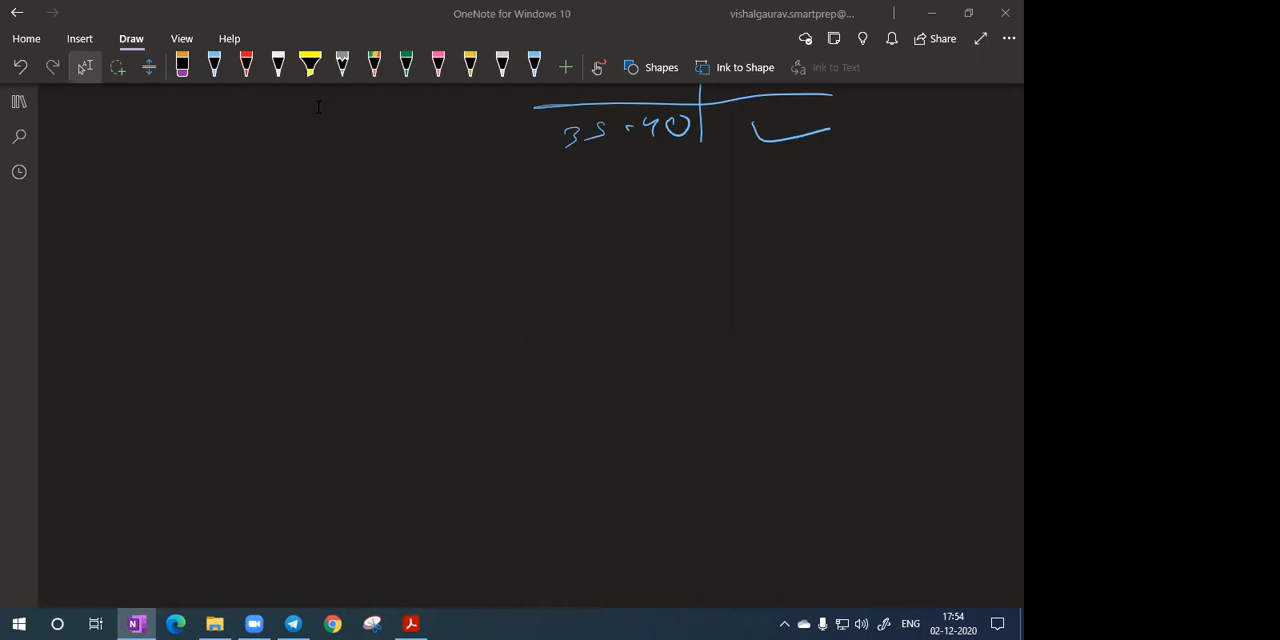 OneNote for Windows 10
vishalgaurav.smartprep@...
Home Insert Draw View Help
Share
Shapes Ink to Shape Ink to Text
35-40
ENG
17:54
02-12-2020